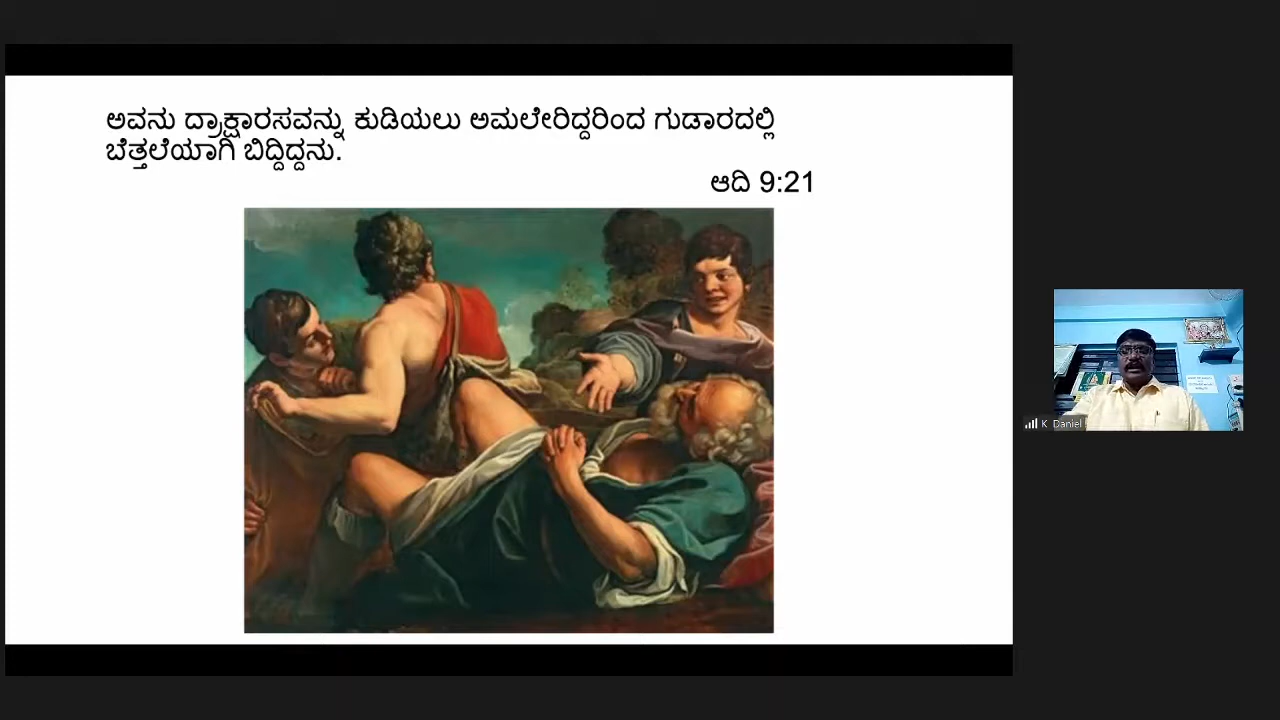 ಅವನು ದ್ರಾಕ್ಷಾರಸವನ್ನು ಕುಡಿಯಲು ಅಮಲೇರಿದ್ದರಿಂದ ಗುಡಾರದಲ್ಲಿ
ಬೆತ್ತಲೆಯಾಗಿ ಬಿದ್ದಿದ್ದನು.
ಆದಿ 9:21
K. Daniel